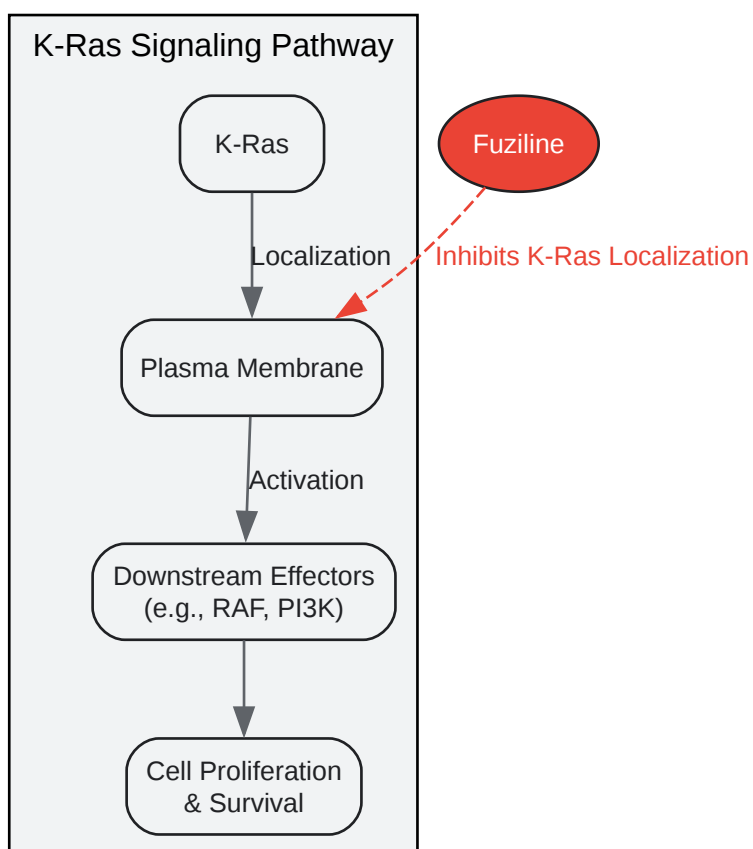 K-Ras Signaling Pathway
K-Ras
Fuziline
Localization
Inhibits K-Ras Localization
Plasma Membrane
Activation
Downstream Effectors
(e.g., RAF, PI3K)
Cell Proliferation
& Survival